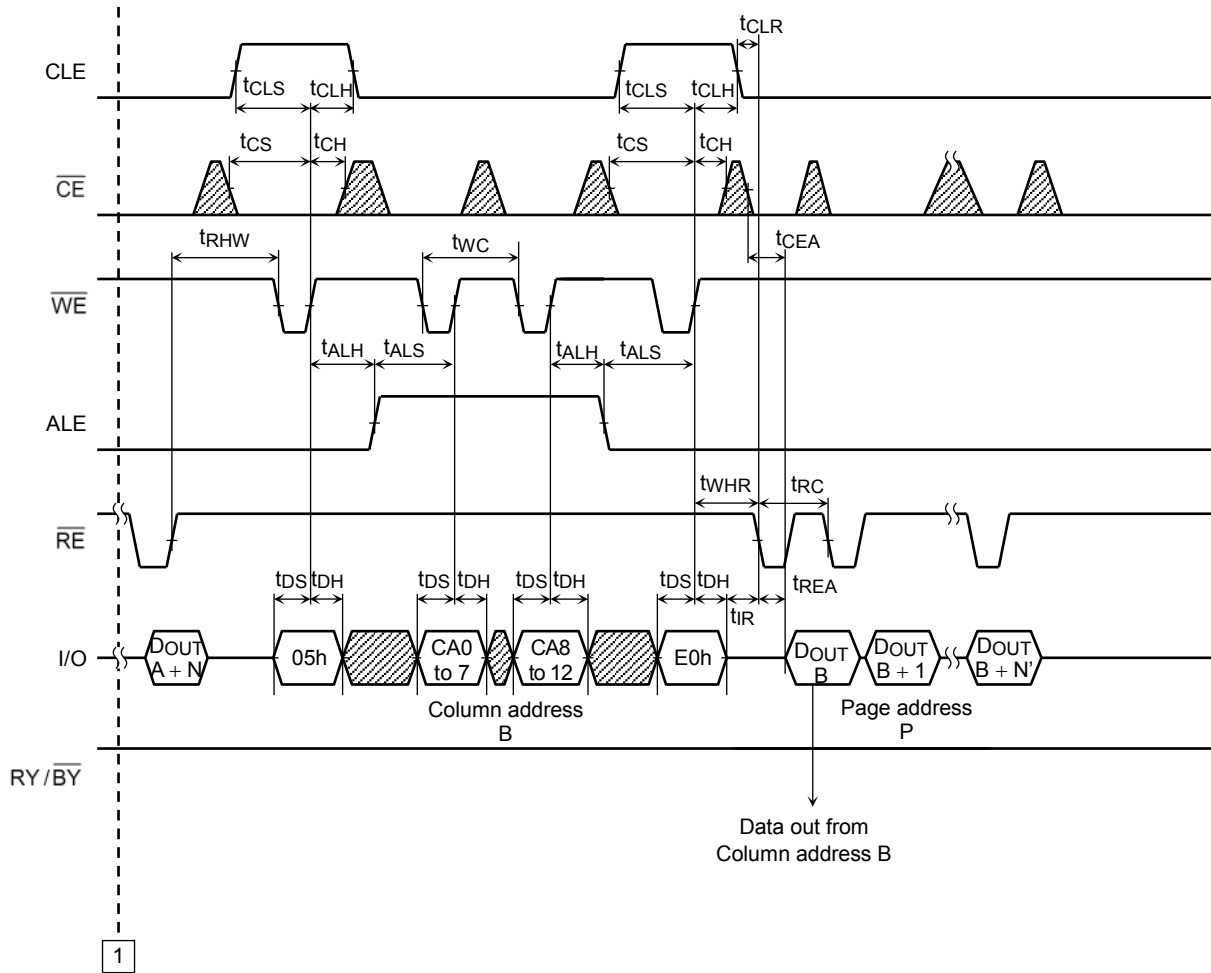 tCLR
CLE
tCLS tCLH tCLS tCLH
tCS tCH tCS tCH
CE
tCEA
tRHW tWC
WE
tALH tALS tALH tALS
ALE
tWHR tRC
RE
tDS tDH tDS tDH tDS tDH tDS tDH tREA
tIR
I/O
DOUT A + N
05h
CA0 to 7
CA8 to 12
E0h
DOUT B
DOUT B + 1
DOUT B + N’
Column address
B
Page address
P
RY/BY
Data out from
Column address B
1